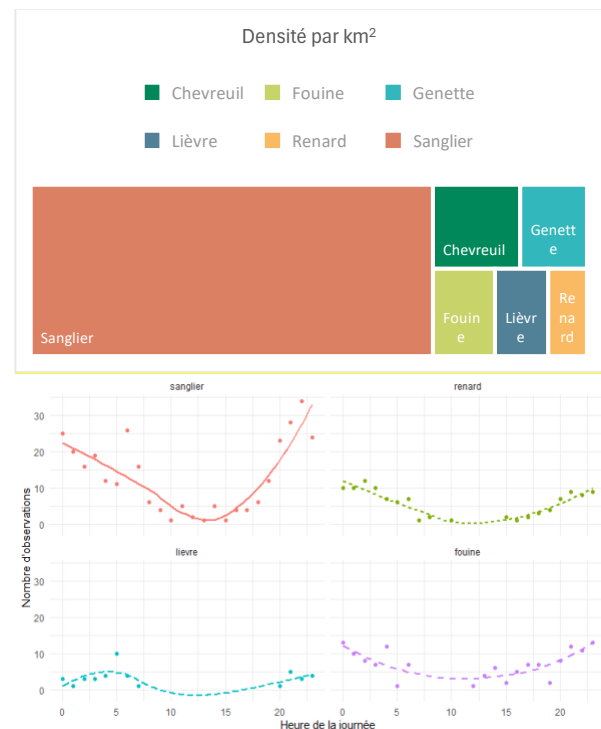 Densité par km²
Chevreuil Fouine Genette
Lièvre Renard Sanglier
Sanglier
Chevreuil
Genett
e
Fouin
e
Lièvr
e
Re
na
rd
sanglier renard
30
20
10
0
Nombre d'observations
lievre fouine
30
20
10
0
0 5 10 15 20 0 5 10 15 20
Heure de la journée